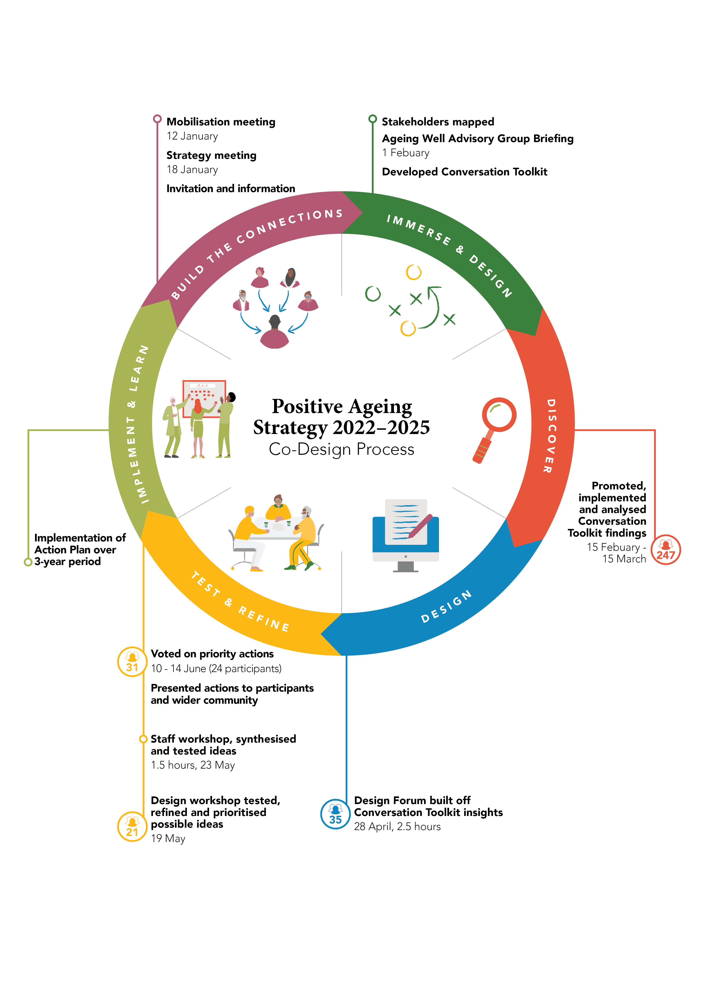 Mobilisation meeting
12 January
Strategy meeting
18 January
Invitation and information
Stakeholders mapped
Ageing Well Advisory Group Briefing
1 Febuary
Developed Conversation Toolkit
BUILD THE CONNECTIONS
IMMERSE & DESIGN
DISCOVER
DESIGN
TEST & REFINE
IMPLEMENT & LEARN
Positive Ageing
Strategy 2022–2025
Co-Design Process
Promoted,
implemented
and analysed
Conversation
Toolkit findings
15 Febuary -
15 March
247
Implementation of
Action Plan over
3-year period
31
Voted on priority actions
10 - 14 June (24 participants)
Presented actions to participants
and wider community
Staff workshop, synthesised
and tested ideas
1.5 hours, 23 May
Design workshop tested,
refined and prioritised
possible ideas
19 May
21
35
Design Forum built off
Conversation Toolkit insights
28 April, 2.5 hours